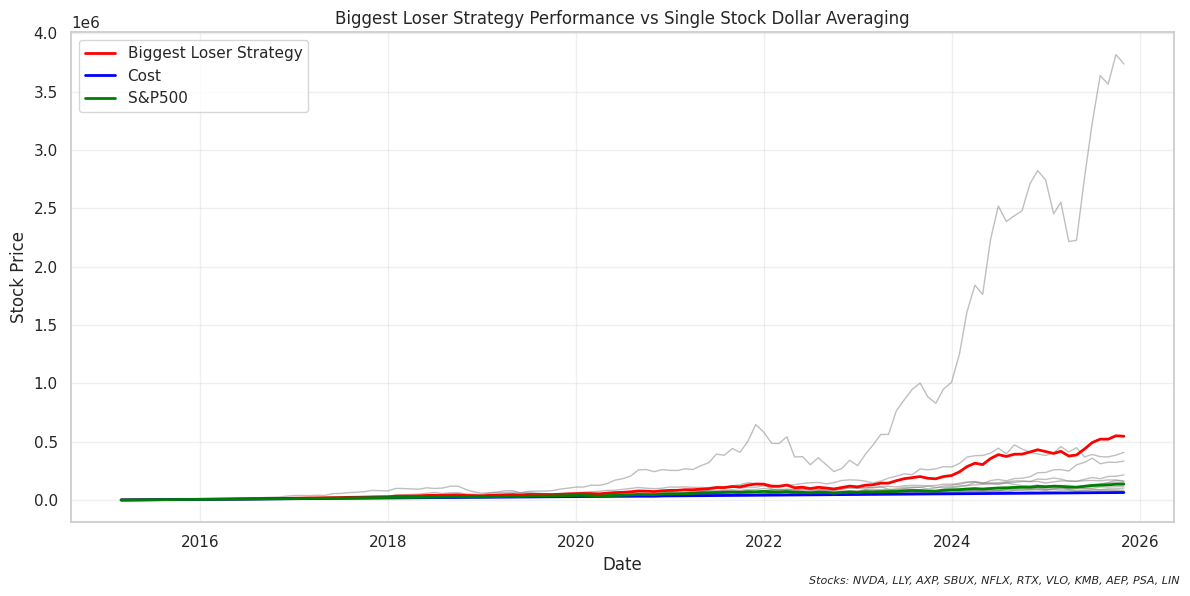 Biggest Loser Strategy Performance vs Single Stock Dollar Averaging
1e6
4.0
3.5
3.0
2.5
2.0
1.5
1.0
0.5
0.0
Stock Price
Biggest Loser Strategy
Cost
S&P500
2016
2018
2020
2022
2024
2026
Date
Stocks: NVDA, LLY, AXP, SBUX, NFLX, RTX, VLO, KMB, AEP, PSA, LIN